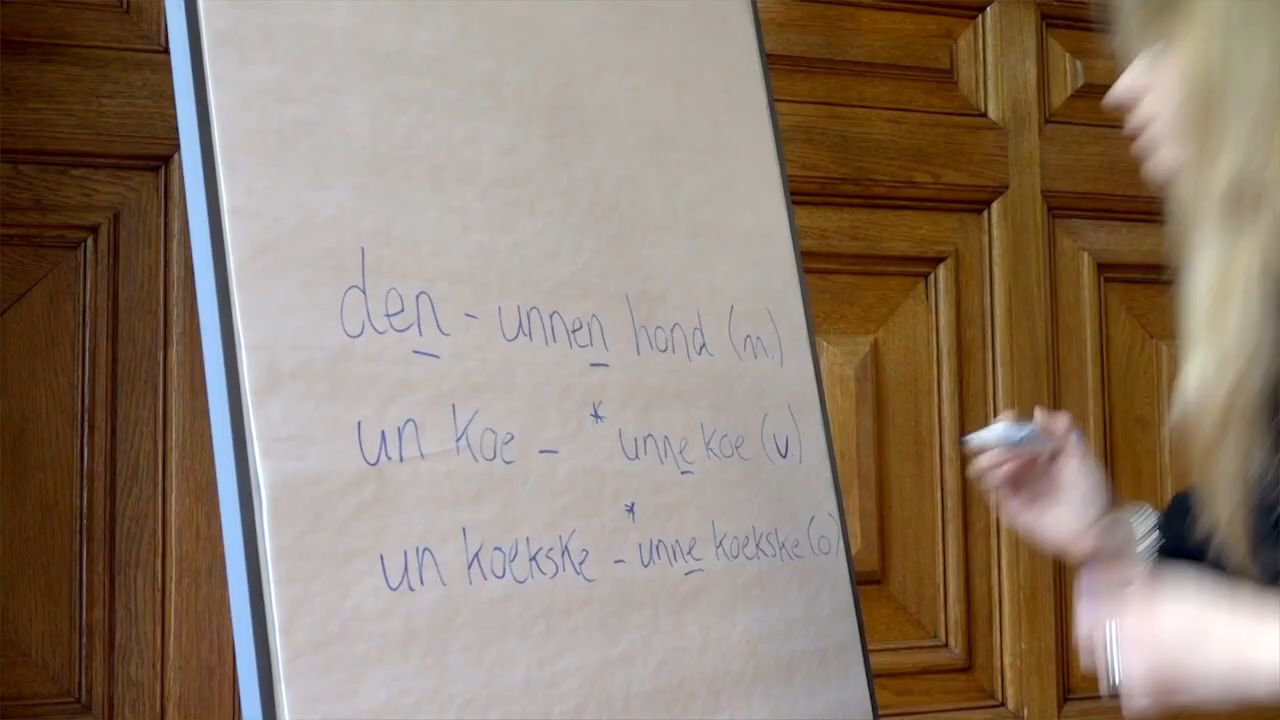 den - unnen hond (m.)
un koe - *unne koe (v.)
un koekske - *unne koekske (o)